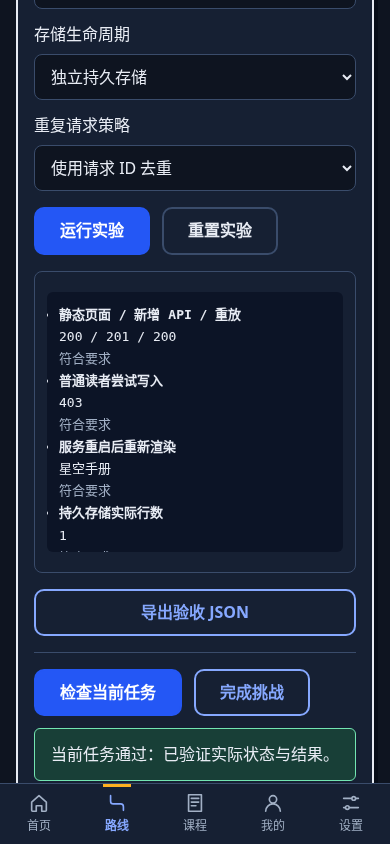 存储生命周期
独立持久存储
重复请求策略
使用请求 ID 去重
运行实验
重置实验
静态页面 / 新增 API / 重放
200 / 201 / 200
符合要求
普通读者尝试写入
403
符合要求
服务重启后重新渲染
星空手册
符合要求
持久存储实际行数
1
导出验收 JSON
检查当前任务
完成挑战
当前任务通过：已验证实际状态与结果。
首页
路线
课程
我的
设置